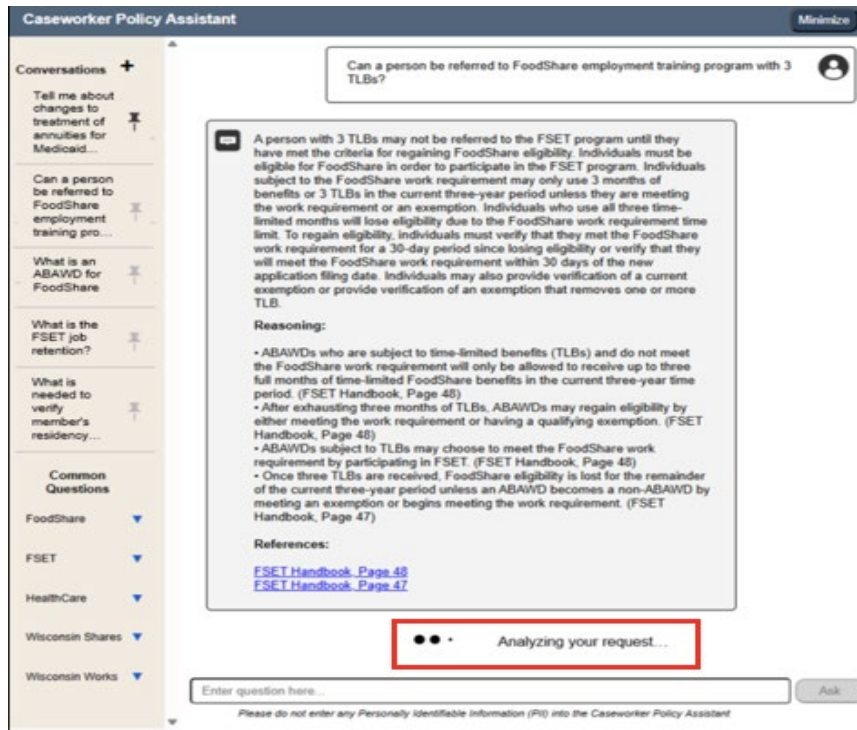 Caseworker Policy Assistant
Minimize
Conversations +
Tell me about
changes to
treatment of
annuities for
Medicaid...
Can a person
be referred to
FoodShare
employment
training pro...
What is an
ABAWD for
FoodShare
What is the
FSET job
retention?
What is
needed to
verify
member's
residency...
Common
Questions
FoodShare
FSET
HealthCare
Wisconsin Shares
Wisconsin Works
Can a person be referred to FoodShare employment training program with 3
TLBs?
A person with 3 TLBs may not be referred to the FSET program until they
have met the criteria for regaining FoodShare eligibility. Individuals must be
eligible for FoodShare in order to participate in the FSET program. Individuals
subject to the FoodShare work requirement may only use 3 months of
benefits or 3 TLBs in the current three-year period unless they are meeting
the work requirement or an exemption. Individuals who use all three time-
limited months will lose eligibility due to the FoodShare work requirement time
limit. To regain eligibility, individuals must verify that they met the FoodShare
work requirement for a 30-day period since losing eligibility or verify that they
will meet the FoodShare work requirement within 30 days of the new
application filing date. Individuals may also provide verification of a current
exemption or provide verification of an exemption that removes one or more
TLB.
Reasoning:
• ABAWDs who are subject to time-limited benefits (TLBs) and do not meet
the FoodShare work requirement will only be allowed to receive up to three
full months of time-limited FoodShare benefits in the current three-year time
period. (FSET Handbook, Page 48)
• After exhausting three months of TLBs, ABAWDs may regain eligibility by
either meeting the work requirement or having a qualifying exemption. (FSET
Handbook, Page 48)
• ABAWDs subject to TLBs may choose to meet the FoodShare work
requirement by participating in FSET. (FSET Handbook, Page 48)
• Once three TLBs are received, FoodShare eligibility is lost for the remainder
of the current three-year period unless an ABAWD becomes a non-ABAWD by
meeting an exemption or begins meeting the work requirement. (FSET
Handbook, Page 47)
References:
FSET Handbook, Page 48
FSET Handbook, Page 47
Analyzing your request...
Enter question here...
Ask
Please do not enter any Personally Identifiable Information (PII) into the Caseworker Policy Assistant